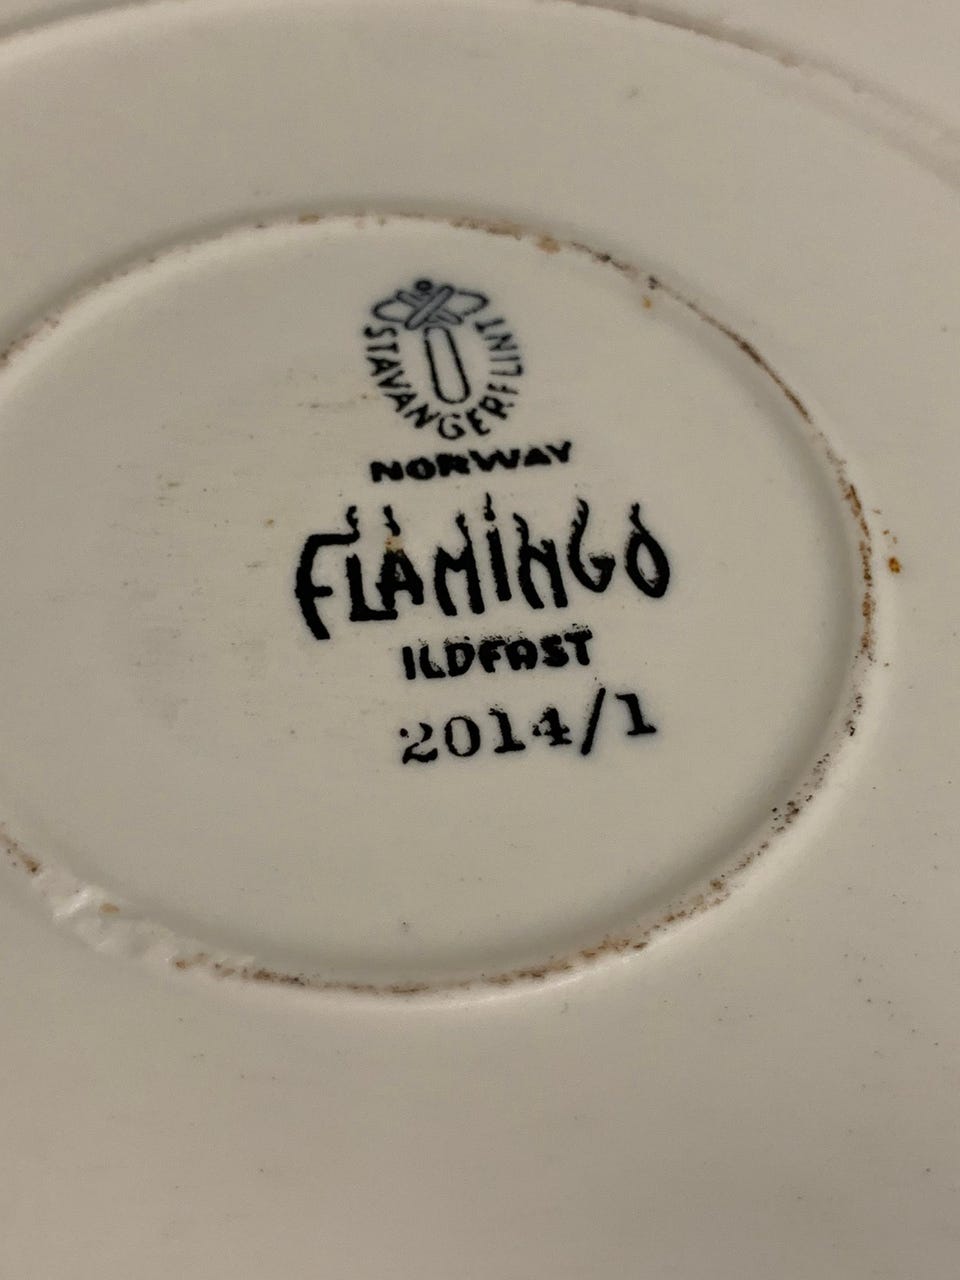 STAVANGERFLINT
NORWAY
FLAMINGO
ILDFAST
2014/1